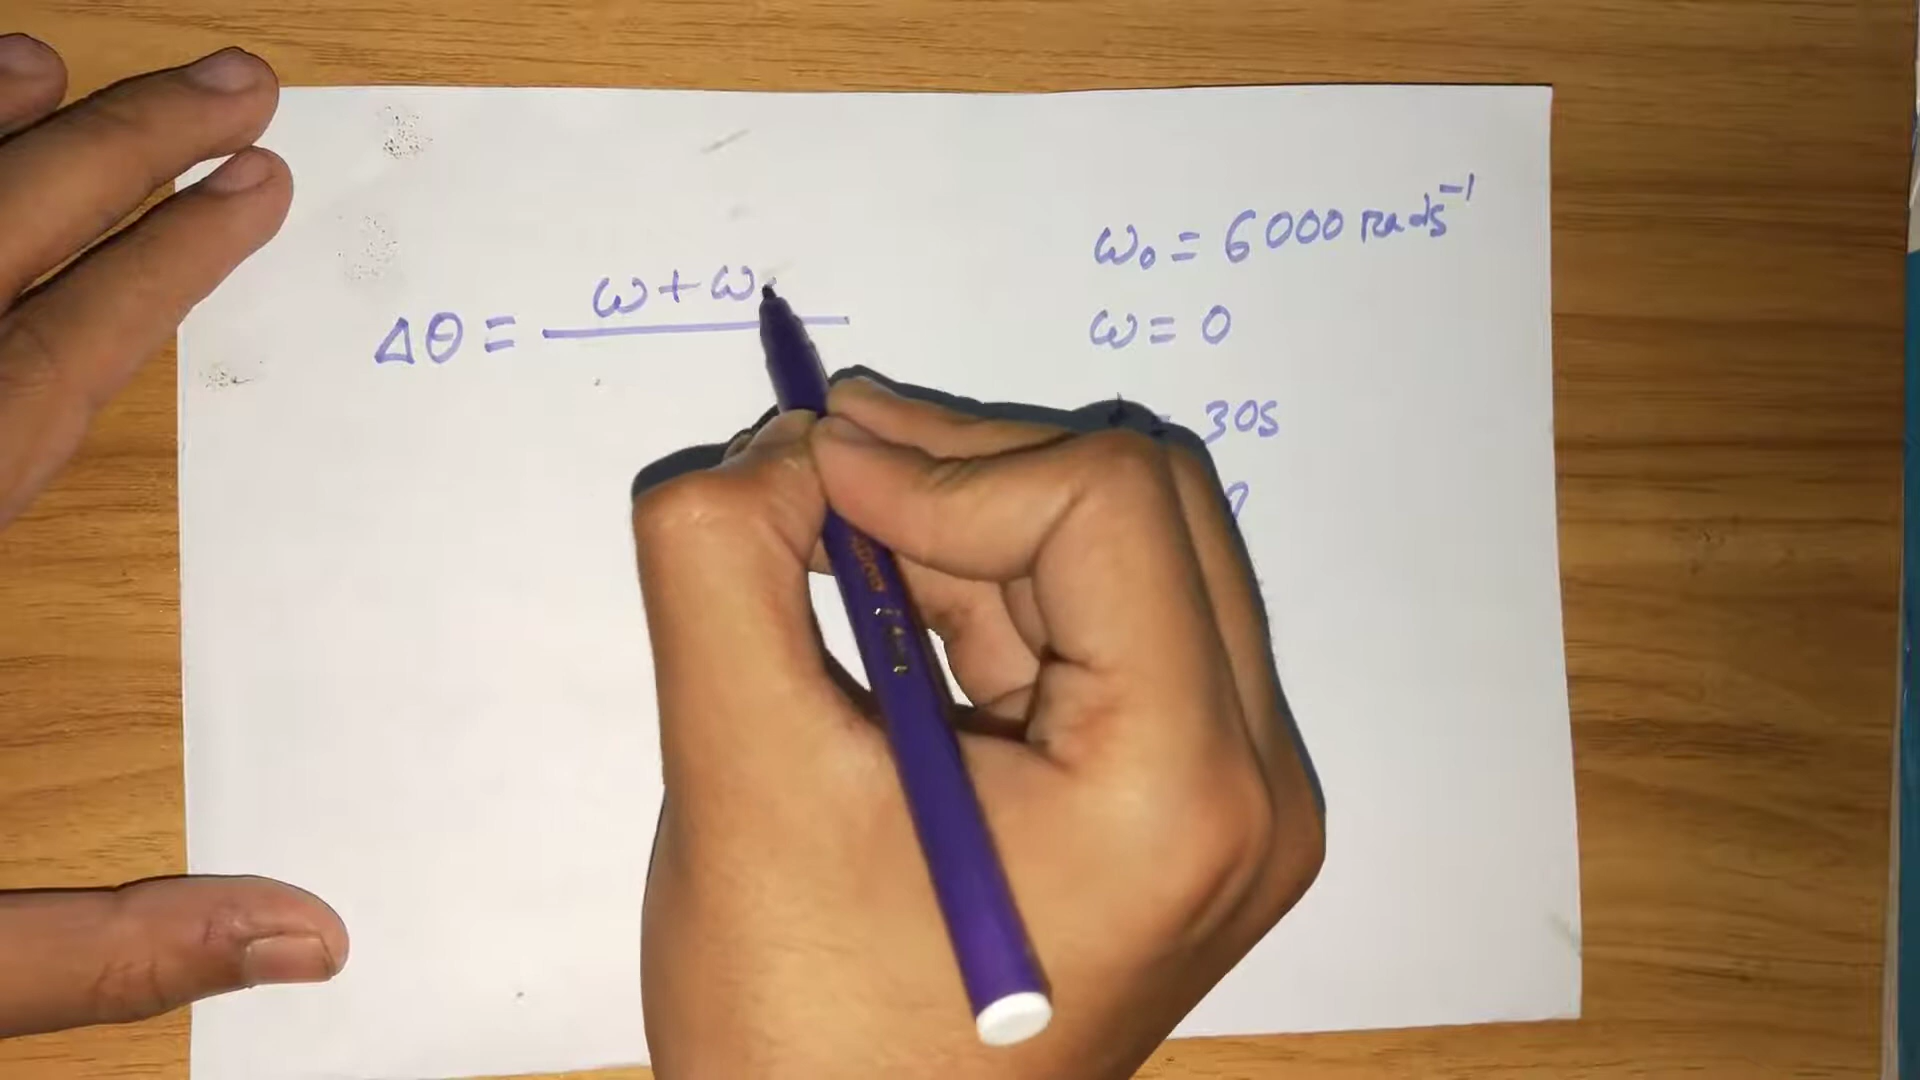 Δθ = ω+ω
ω₀ = 6000 rads⁻¹
ω = 0
= 30s